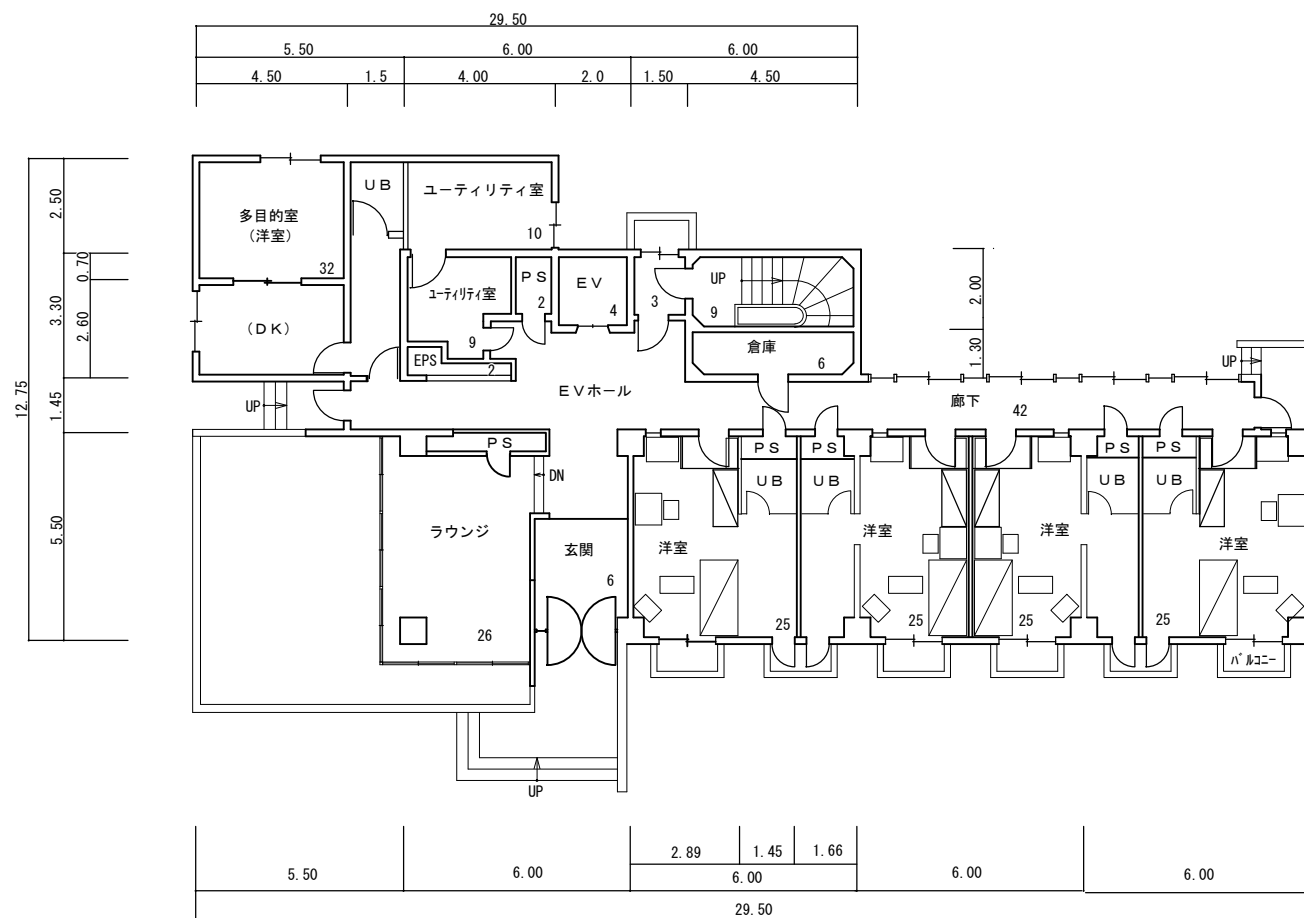 29.50
5.50 6.00 6.00
4.50 1.5 4.00 2.0 1.50 4.50
12.75
2.50
0.70
3.30
2.60
1.45
5.50
2.00
1.30
多目的室
（洋室）
32
UB
ユーティリティ室
10
ユーティリティ室
9
PS
2
EV
4
3
UP
9
倉庫
6
（DK）
EPS
2
EVホール
廊下
42
UP
UP
PS
DN
ラウンジ
26
玄関
6
UP
PS
UB
洋室
25
PS
UB
洋室
25
PS
UB
洋室
25
PS
UB
洋室
25
バルコニー
2.89 1.45 1.66
5.50 6.00 6.00 6.00 6.00
29.50